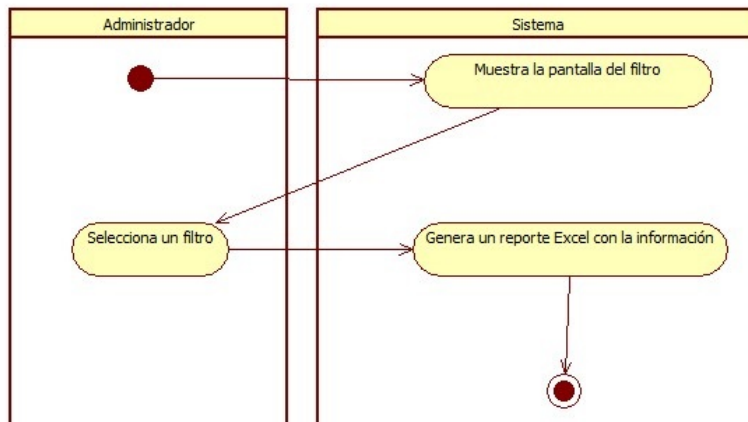 Administrador
Sistema
Muestra la pantalla del filtro
Selecciona un filtro
Genera un reporte Excel con la información